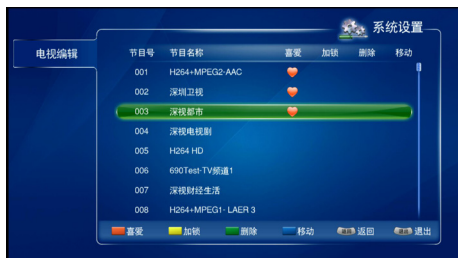 系统设置
电视编辑
节目号 节目名称 喜爱 加锁 删除 移动
001 H264+MPEG2-AAC
002 深圳卫视
003 深视都市
004 深视电视剧
005 H264 HD
006 690Test-TV频道1
007 深视财经生活
008 H264+MPEG1- LAER 3
喜爱 加锁 删除 移动 返回 退出